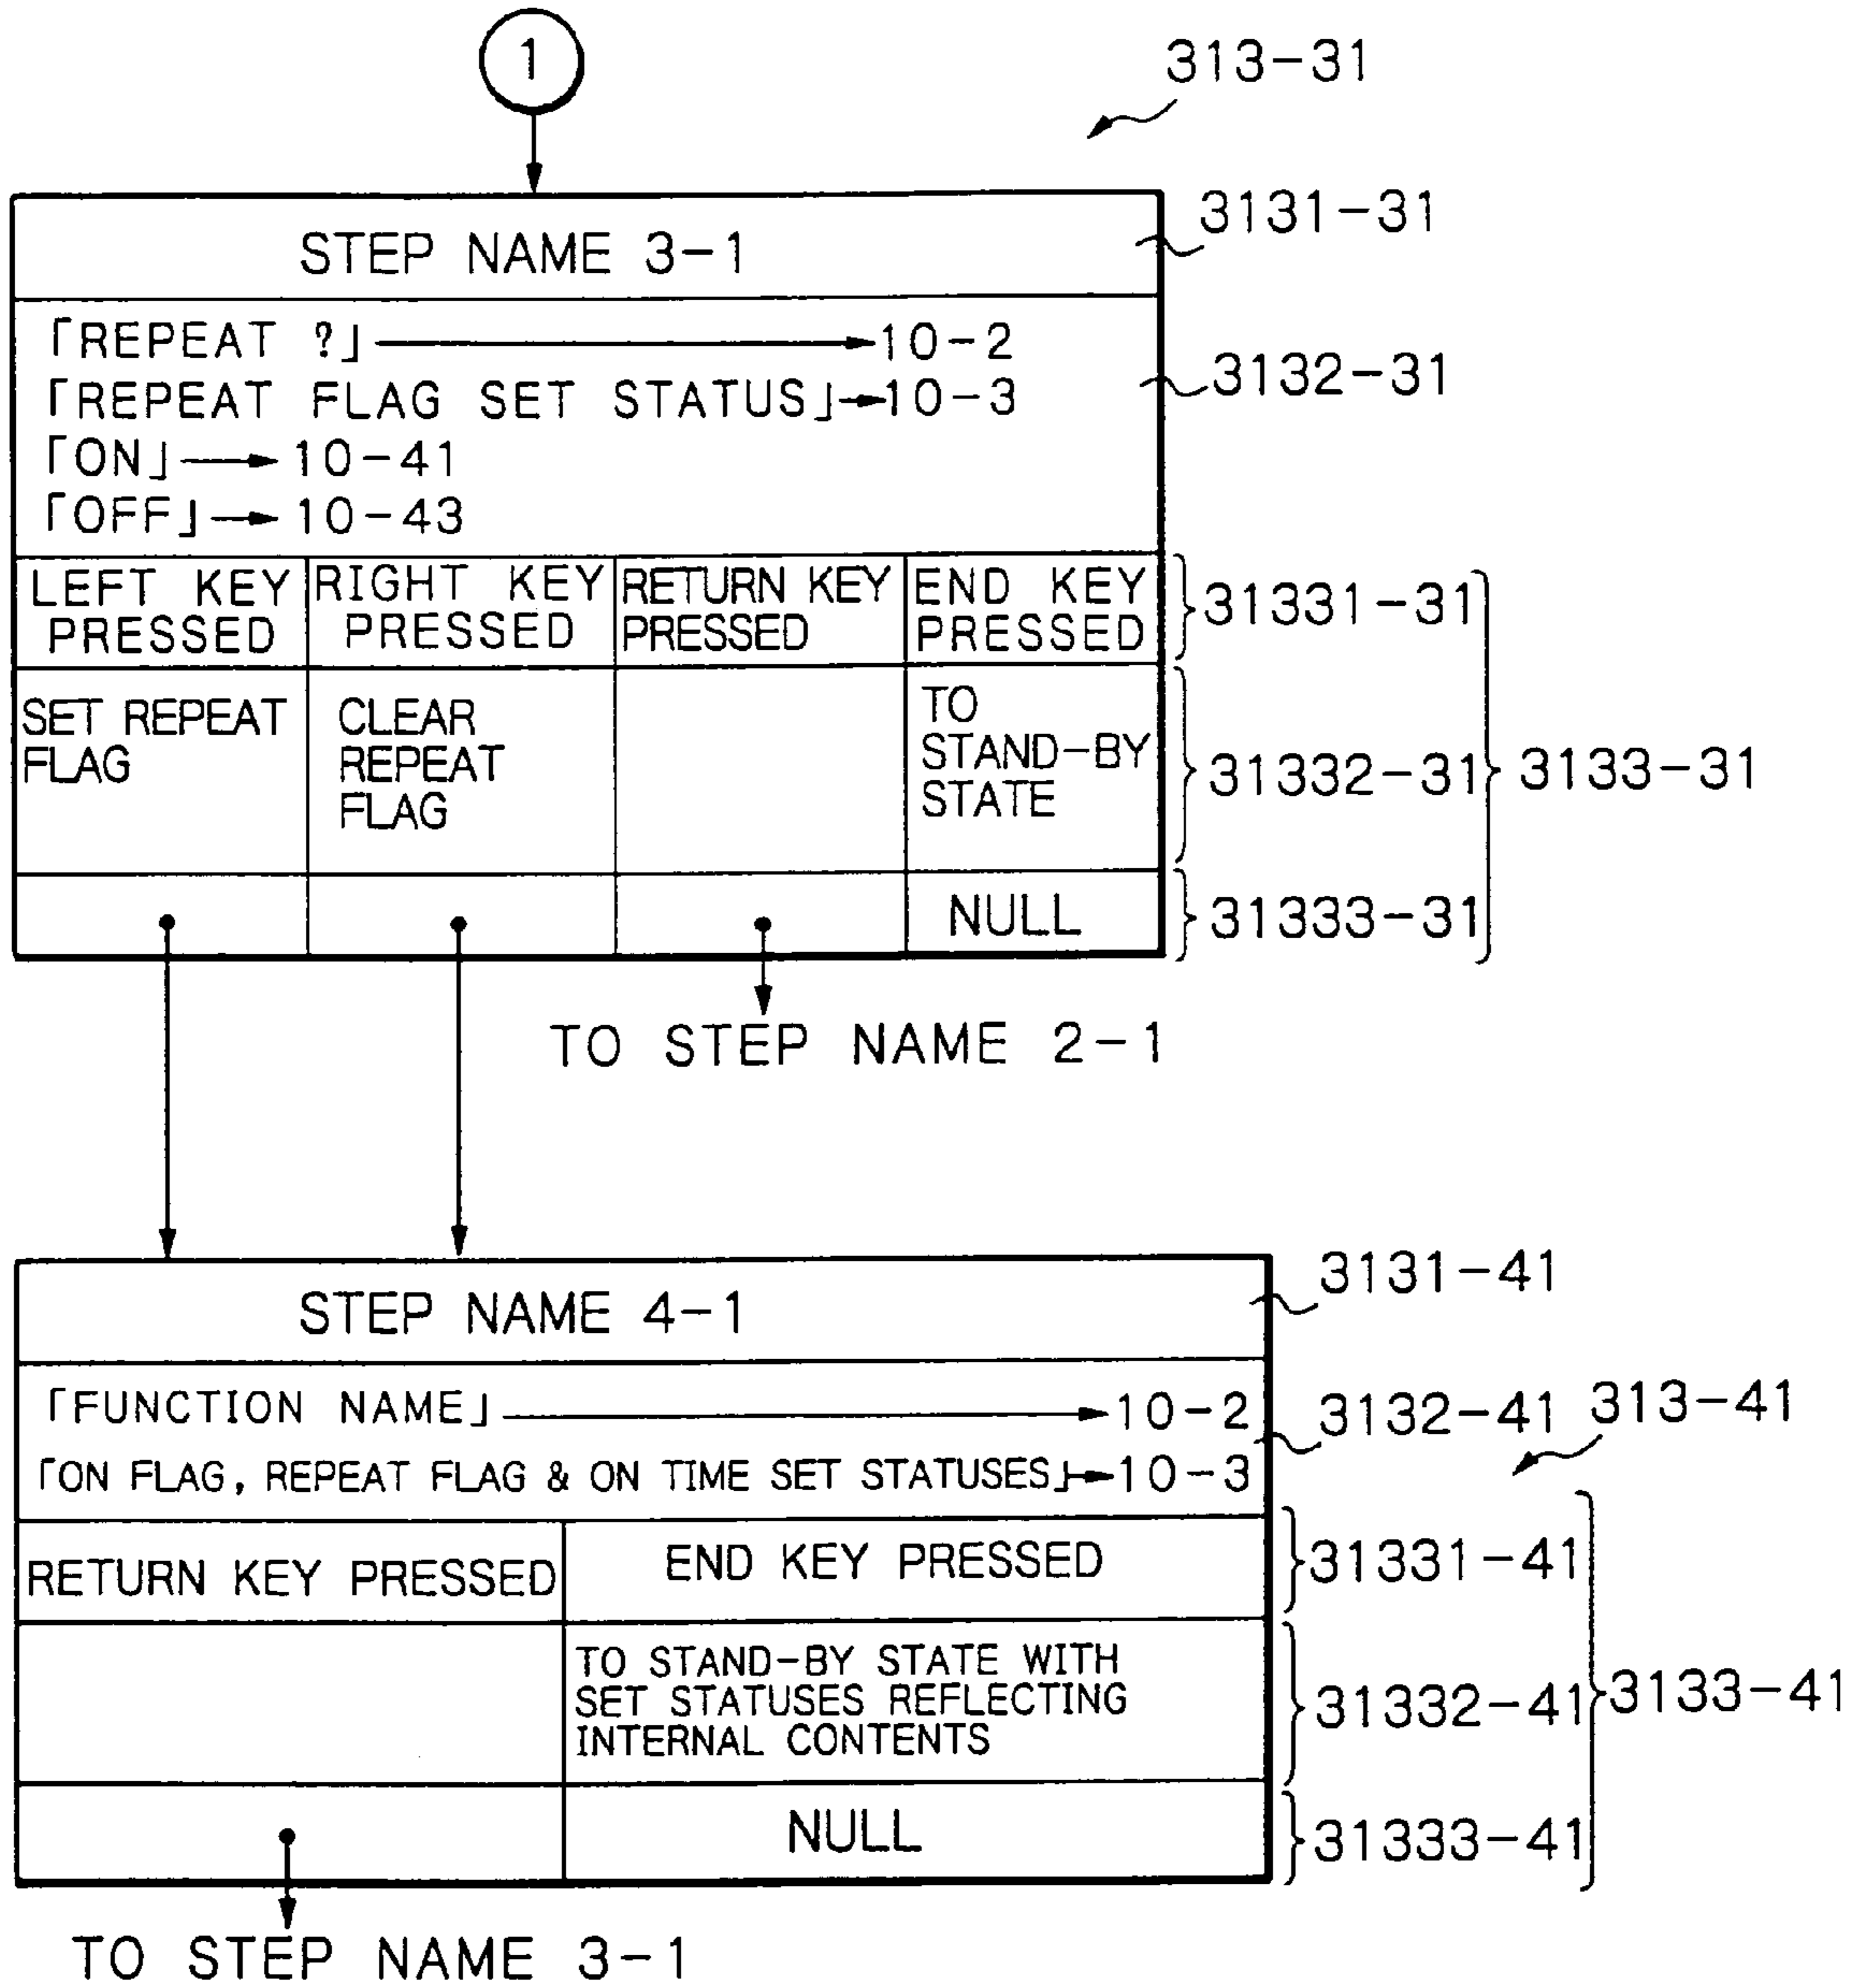 1
313-31
3131-31
STEP NAME 3-1
「REPEAT ?」→10-2
3132-31
「REPEAT FLAG SET STATUS」→10-3
「ON」→10-41
「OFF」→10-43
LEFT KEY
PRESSED
RIGHT KEY
PRESSED
RETURN KEY
PRESSED
END KEY
PRESSED
31331-31
SET REPEAT
FLAG
CLEAR
REPEAT
FLAG
TO
STAND-BY
STATE
31332-31
3133-31
NULL
31333-31
TO STEP NAME 2-1
3131-41
STEP NAME 4-1
「FUNCTION NAME」→10-2
3132-41
313-41
「ON FLAG, REPEAT FLAG & ON TIME SET STATUSES」→10-3
RETURN KEY PRESSED
END KEY PRESSED
31331-41
TO STAND-BY STATE WITH
SET STATUSES REFLECTING
INTERNAL CONTENTS
31332-41
3133-41
NULL
31333-41
TO STEP NAME 3-1